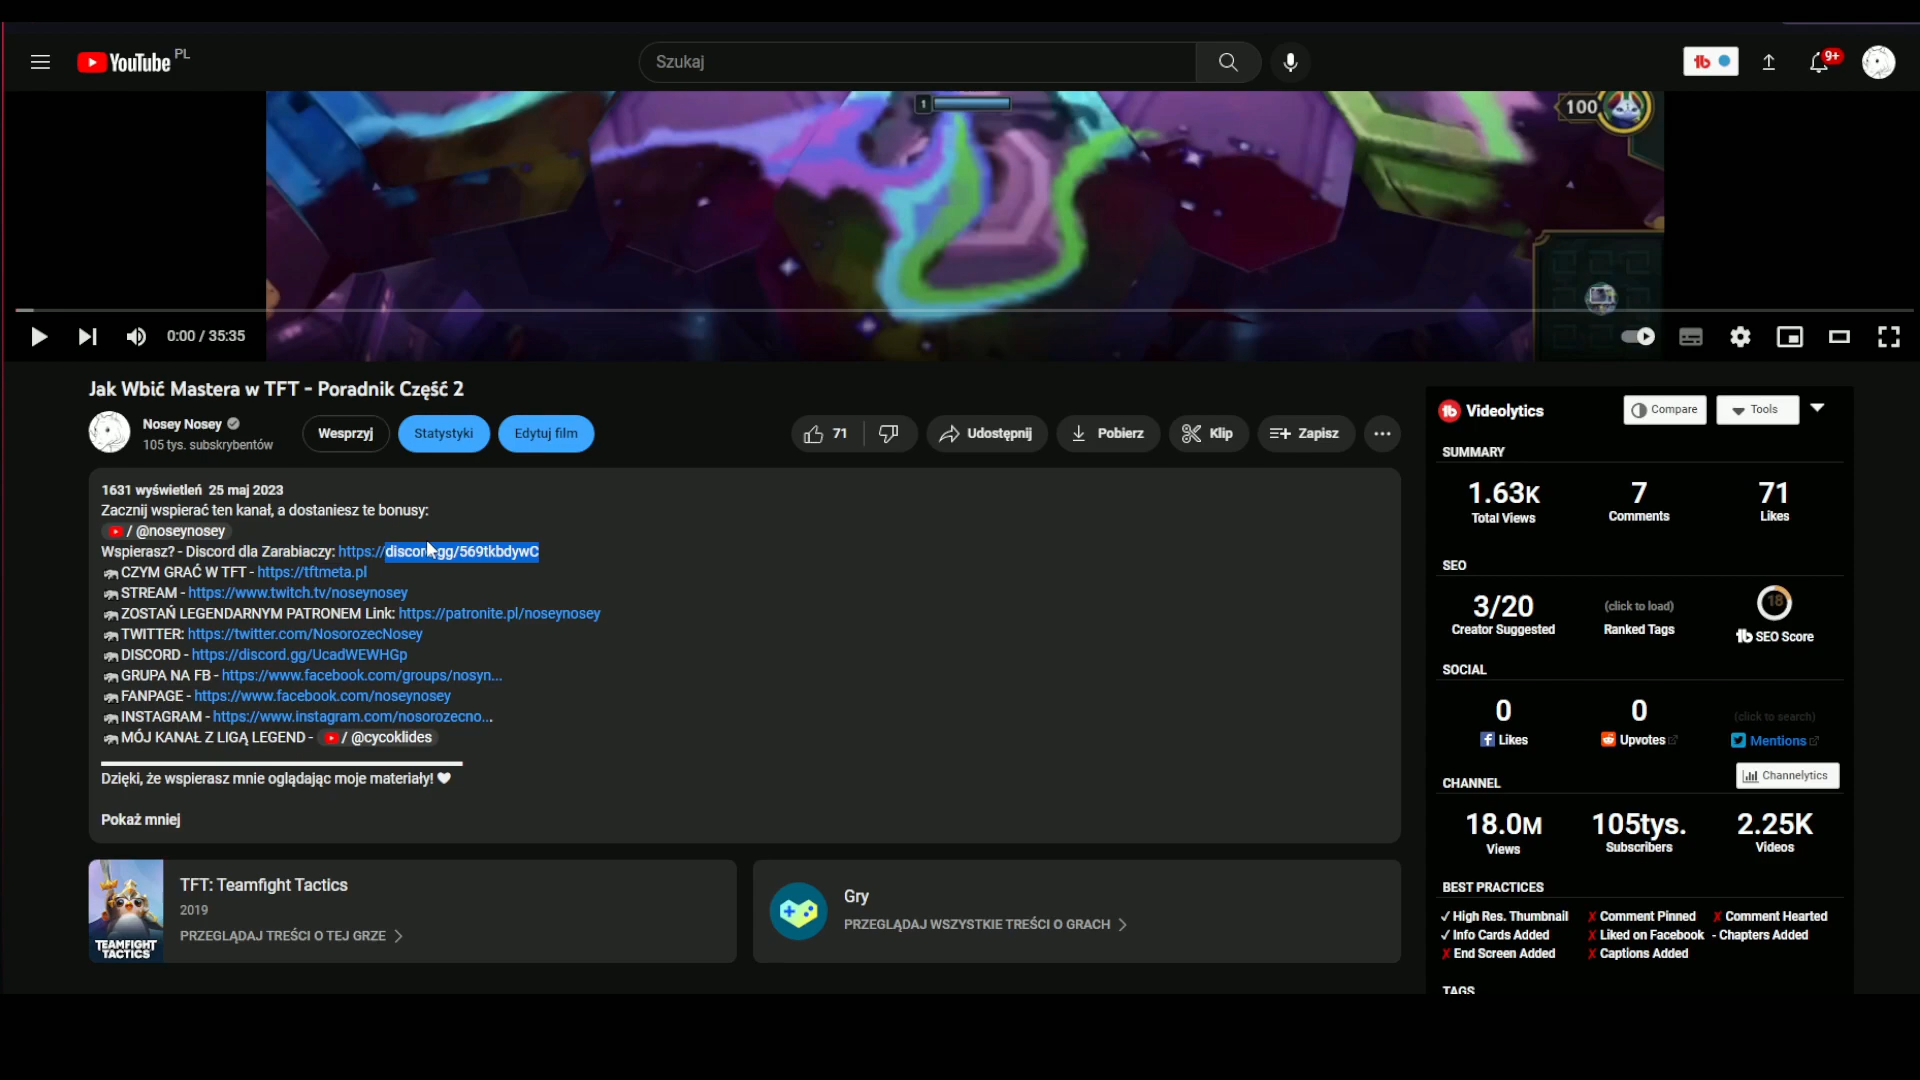 YouTube PL
Szukaj
9+
1
100
0:00 / 35:35
Jak Wbić Mastera w TFT - Poradnik Część 2
Nosey Nosey
105 tys. subskrybentów
Wesprzyj
Statystyki
Edytuj film
71
Udostępnij
Pobierz
Klip
Zapisz
1631 wyświetleń 25 maj 2023
Zacznij wspierać ten kanał, a dostaniesz te bonusy:
/ @noseynosey
Wspierasz? - Discord dla Zarabiaczy: https://discord.gg/569tkbdywC
CZYM GRAĆ W TFT - https://tftmeta.pl
STREAM - https://www.twitch.tv/noseynosey
ZOSTAŃ LEGENDARNYM PATRONEM Link: https://patronite.pl/noseynosey
TWITTER: https://twitter.com/NosorozecNosey
DISCORD - https://discord.gg/UcadWEWHGp
GRUPA NA FB - https://www.facebook.com/groups/nosyn...
FANPAGE - https://www.facebook.com/noseynosey
INSTAGRAM - https://www.instagram.com/nosorozecno...
MÓJ KANAŁ Z LIGĄ LEGEND - / @cycoklides
Dzięki, że wspierasz mnie oglądając moje materiały!
Pokaż mniej
TEAMFIGHT
TACTICS
TFT: Teamfight Tactics
2019
PRZEGLĄDAJ TREŚCI O TEJ GRZE
Gry
PRZEGLĄDAJ WSZYSTKIE TREŚCI O GRACH
Videolytics
Compare
Tools
SUMMARY
1.63K 7 71
Total Views Comments Likes
SEO
3/20 (click to load) 18
Creator Suggested Ranked Tags SEO Score
SOCIAL
0 0 (click to search)
Likes Upvotes Mentions
CHANNEL
Channelytics
18.0M 105tys. 2.25K
Views Subscribers Videos
BEST PRACTICES
High Res. Thumbnail Comment Pinned Comment Hearted
Info Cards Added Liked on Facebook - Chapters Added
End Screen Added Captions Added
TAGS